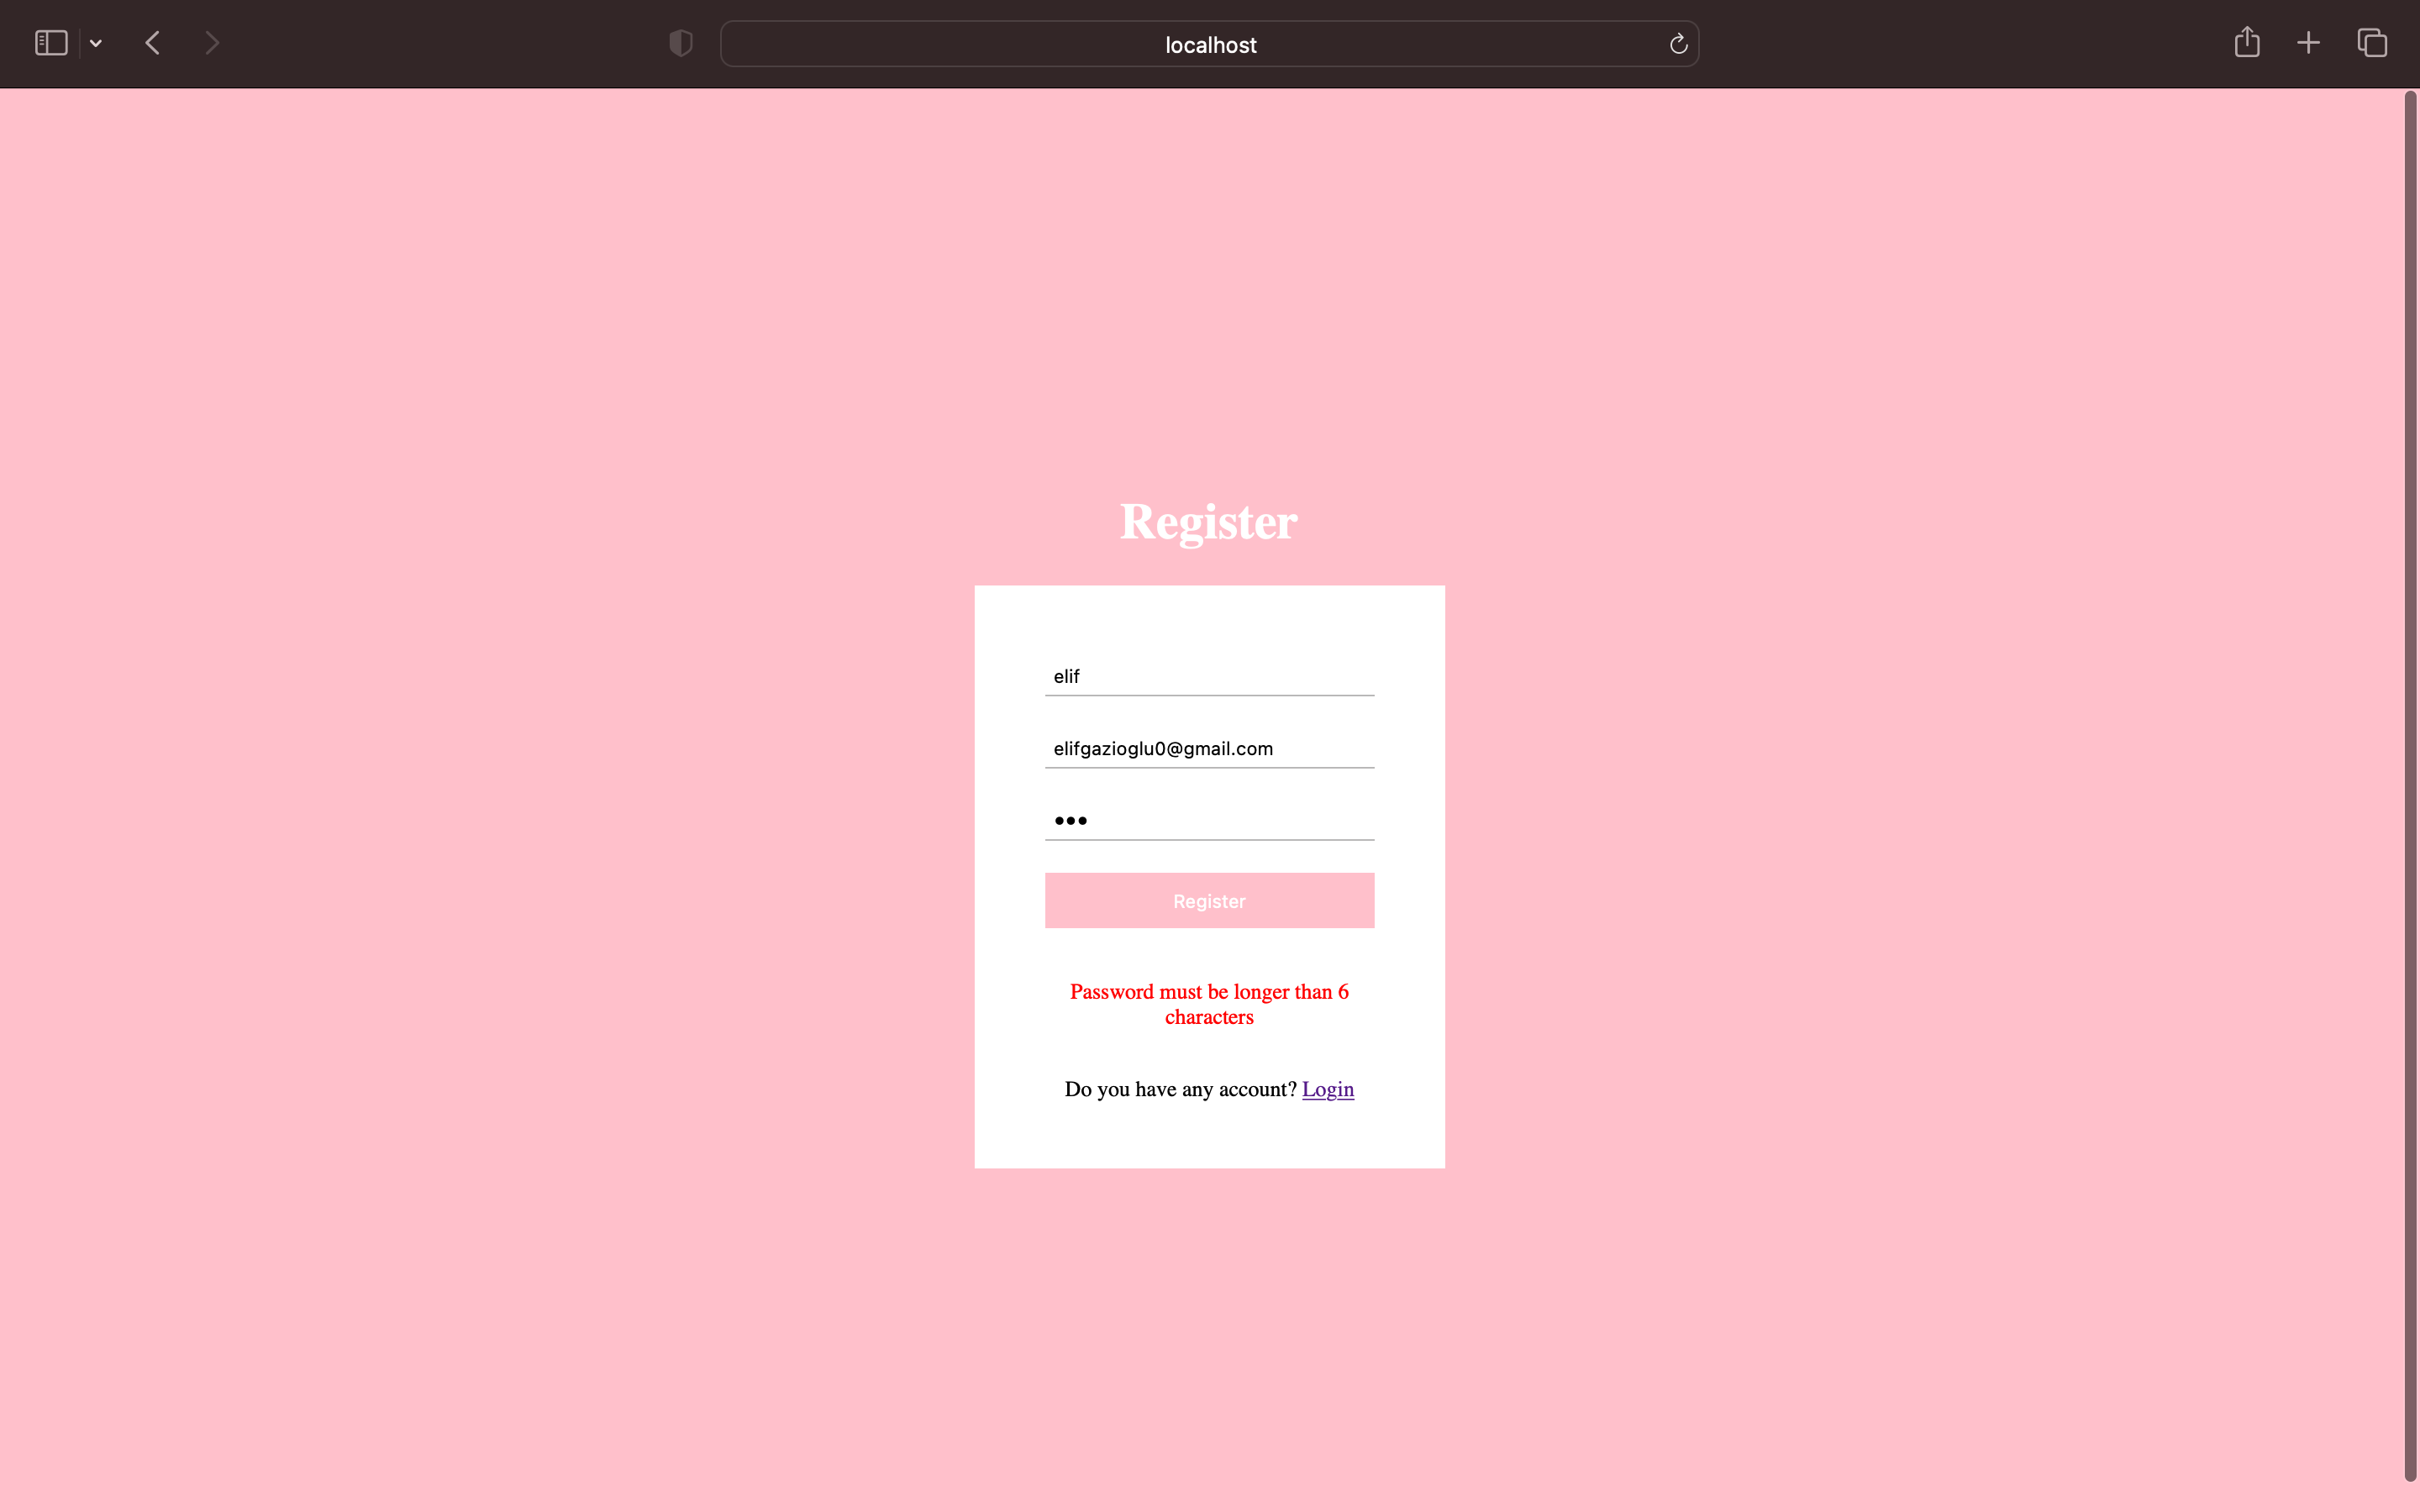 localhost
Register
elif
elifgazioglu0@gmail.com
•••
Register
Password must be longer than 6
characters
Do you have any account? Login